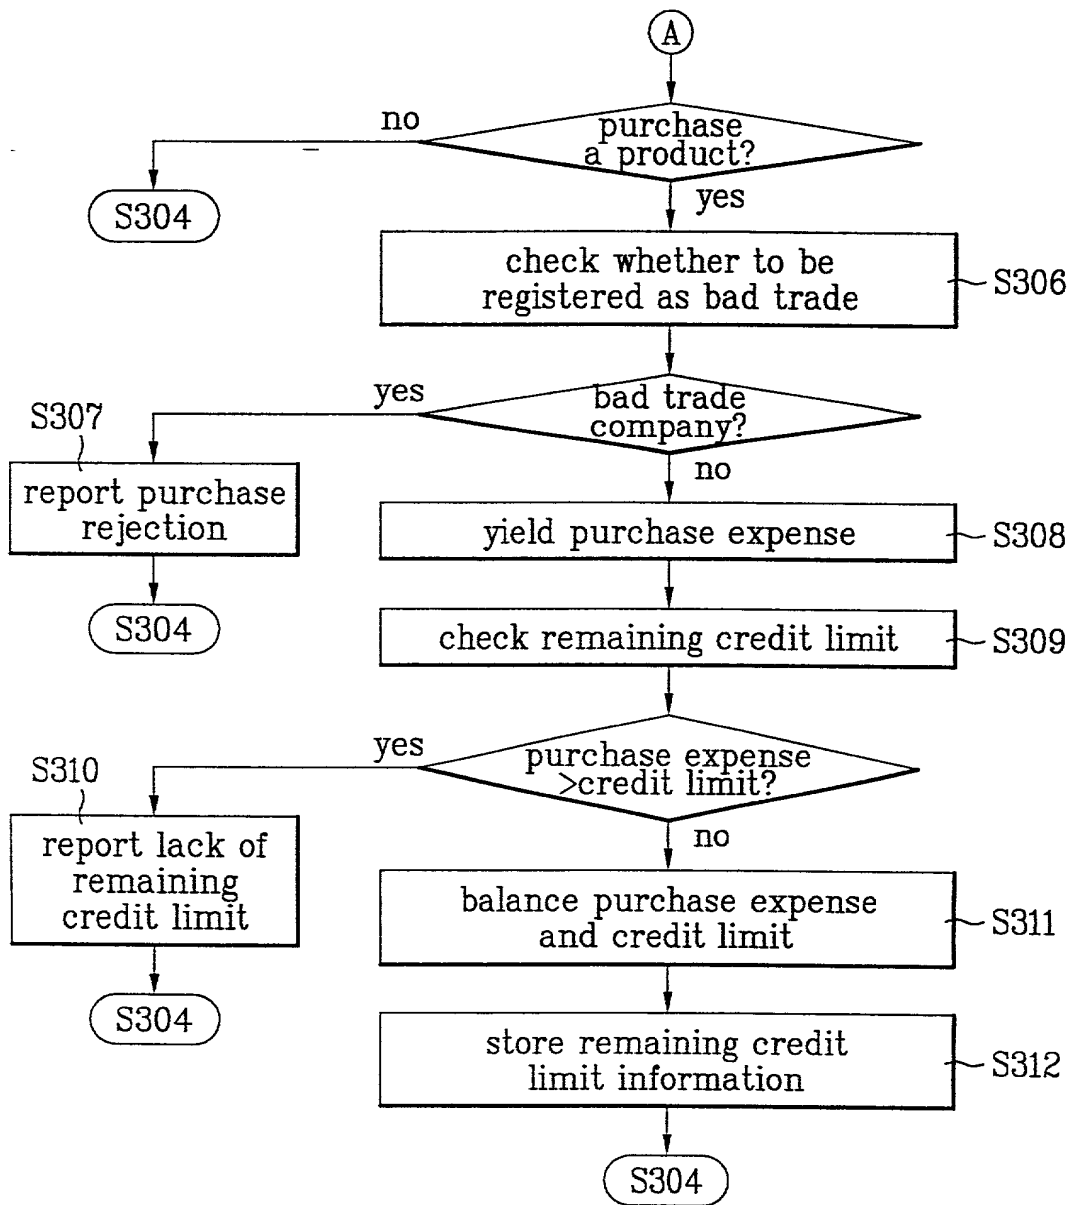 A
no
purchase
a product?
yes
S304
check whether to be
registered as bad trade
S306
yes
bad trade
company?
no
S307
report purchase
rejection
S304
yield purchase expense
S308
check remaining credit limit
S309
yes
purchase expense
>credit limit?
no
S310
report lack of
remaining
credit limit
S304
balance purchase expense
and credit limit
S311
store remaining credit
limit information
S312
S304